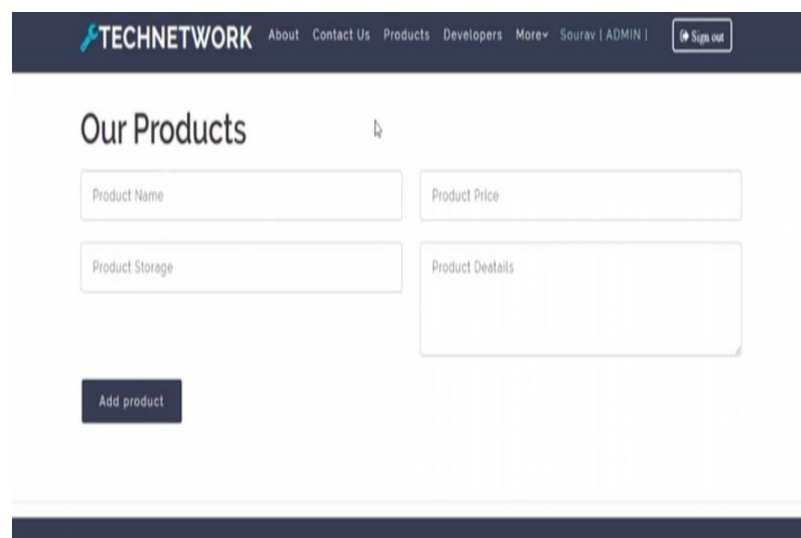 TECHNETWORK About Contact Us Products Developers More Sourav [ ADMIN ] Sign out
Our Products
Product Name Product Price
Product Storage Product Deatails
Add product